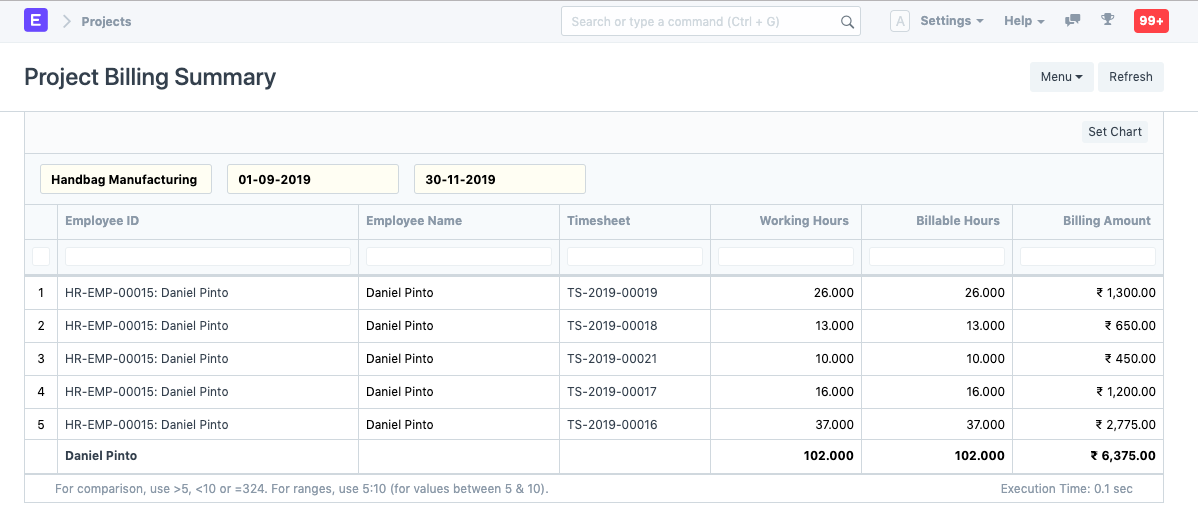 E Projects Search or type a command (Ctrl + G) A Settings Help 99+
Project Billing Summary Menu Refresh
Set Chart
Handbag Manufacturing 01-09-2019 30-11-2019
Employee ID Employee Name Timesheet Working Hours Billable Hours Billing Amount
1 HR-EMP-00015: Daniel Pinto Daniel Pinto TS-2019-00019 26.000 26.000 ₹ 1,300.00
2 HR-EMP-00015: Daniel Pinto Daniel Pinto TS-2019-00018 13.000 13.000 ₹ 650.00
3 HR-EMP-00015: Daniel Pinto Daniel Pinto TS-2019-00021 10.000 10.000 ₹ 450.00
4 HR-EMP-00015: Daniel Pinto Daniel Pinto TS-2019-00017 16.000 16.000 ₹ 1,200.00
5 HR-EMP-00015: Daniel Pinto Daniel Pinto TS-2019-00016 37.000 37.000 ₹ 2,775.00
Daniel Pinto 102.000 102.000 ₹ 6,375.00
For comparison, use >5, <10 or =324. For ranges, use 5:10 (for values between 5 & 10). Execution Time: 0.1 sec